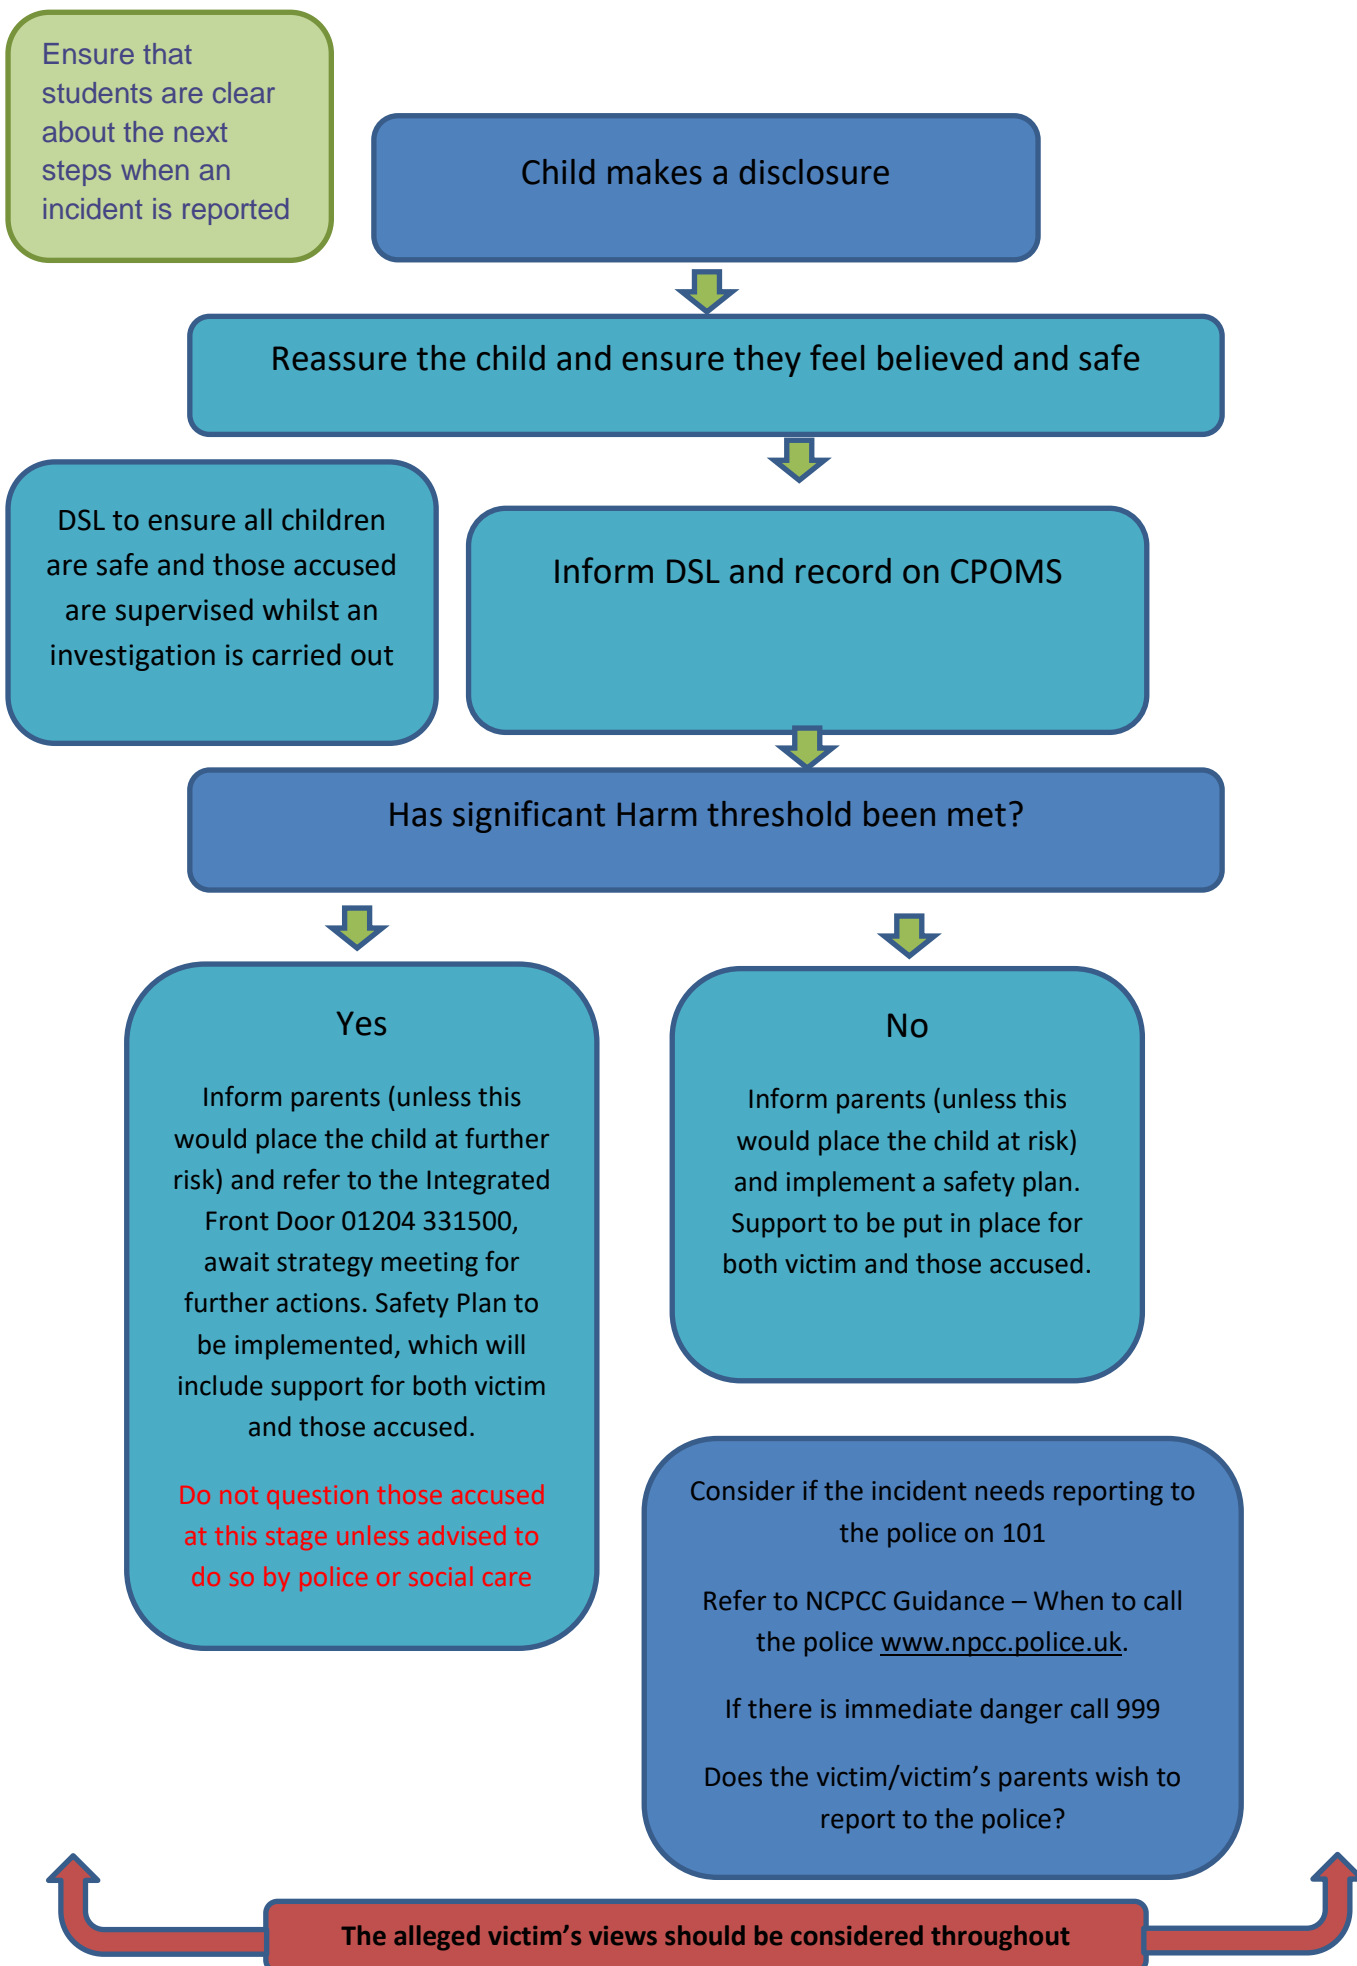 Ensure that
students are clear
about the next
steps when an
incident is reported
Child makes a disclosure
Reassure the child and ensure they feel believed and safe
DSL to ensure all children
are safe and those accused
are supervised whilst an
investigation is carried out
Inform DSL and record on CPOMS
Has significant Harm threshold been met?
Yes
Inform parents (unless this
would place the child at further
risk) and refer to the Integrated
Front Door 01204 331500,
await strategy meeting for
further actions. Safety Plan to
be implemented, which will
include support for both victim
and those accused.
Do not question those accused
at this stage unless advised to
do so by police or social care
No
Inform parents (unless this
would place the child at risk)
and implement a safety plan.
Support to be put in place for
both victim and those accused.
Consider if the incident needs reporting to
the police on 101
Refer to NCPCC Guidance – When to call
the police www.npcc.police.uk.
If there is immediate danger call 999
Does the victim/victim’s parents wish to
report to the police?
The alleged victim’s views should be considered throughout